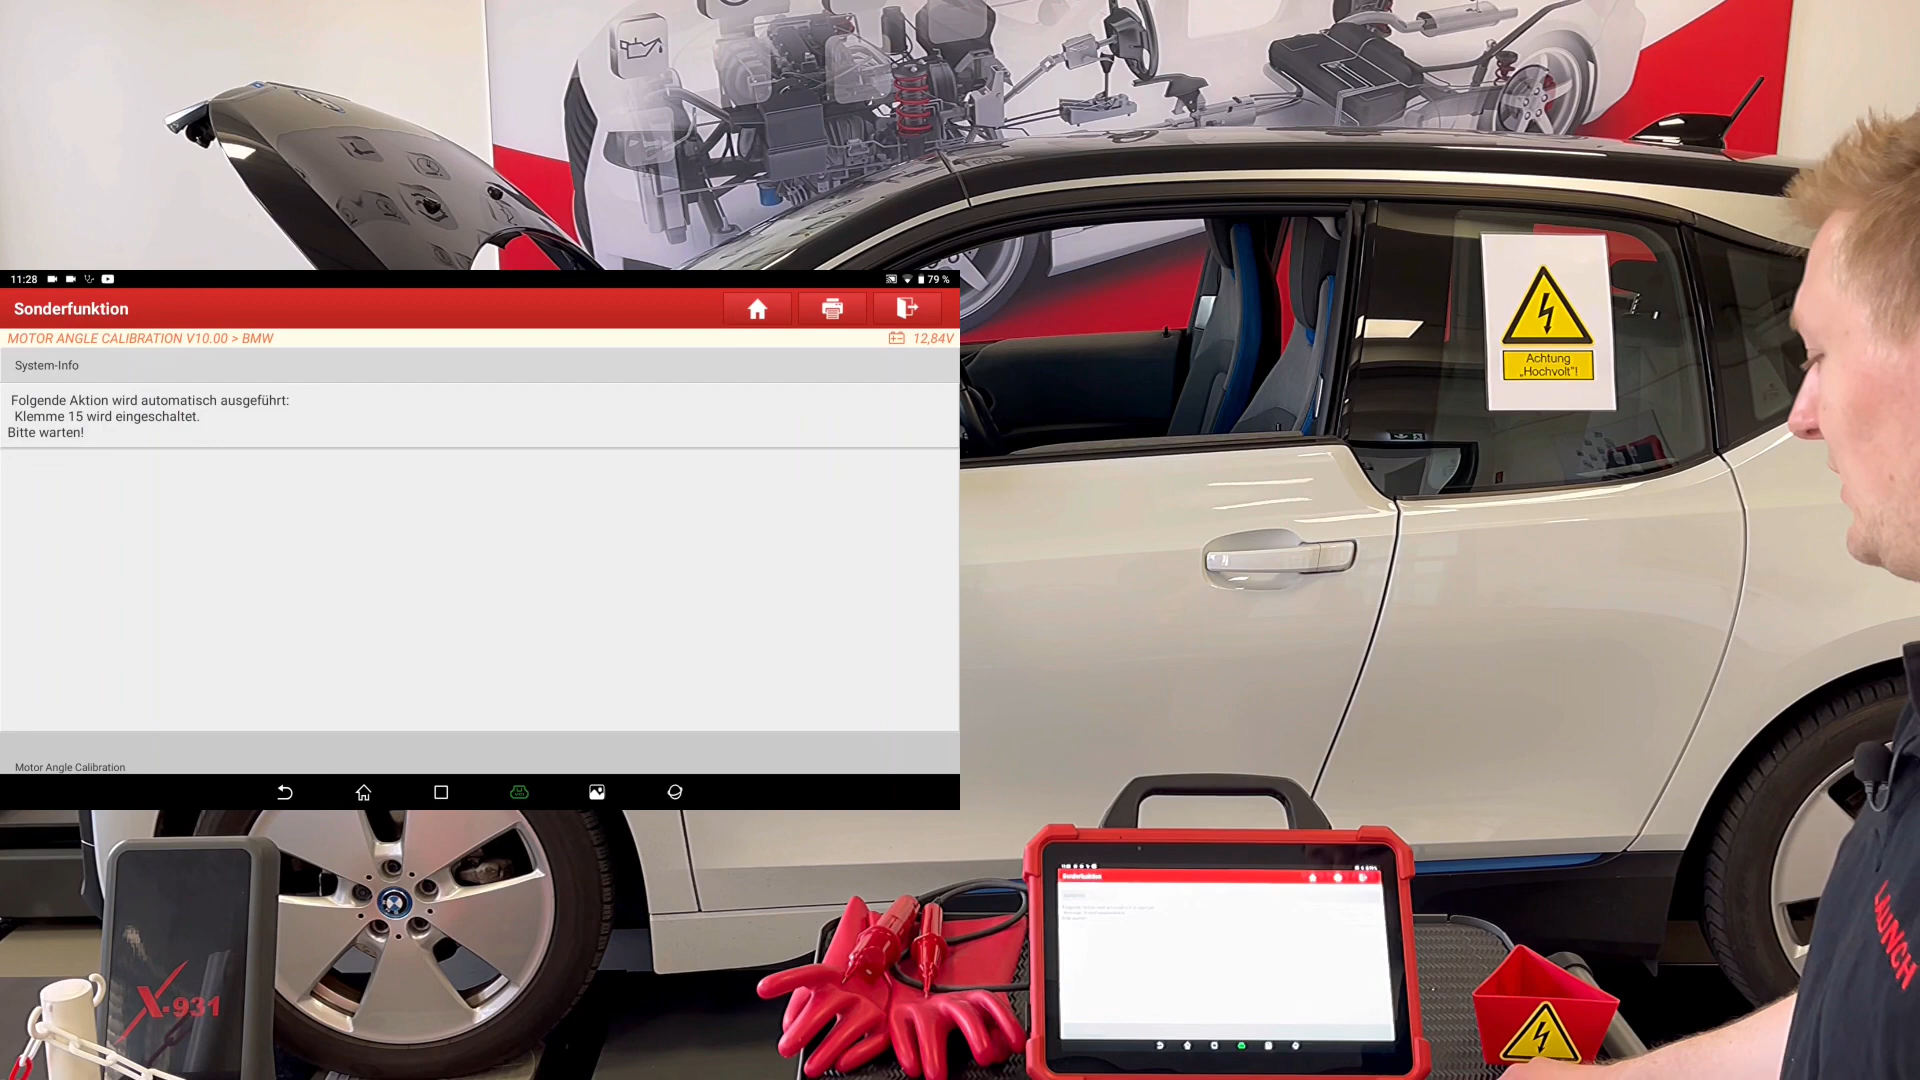 11:28
79 %
Sonderfunktion
MOTOR ANGLE CALIBRATION V10.00 > BMW
12,84V
System-Info
Folgende Aktion wird automatisch ausgeführt:
Klemme 15 wird eingeschaltet.
Bitte warten!
Motor Angle Calibration
Achtung
„Hochvolt"!
X-931
Sonderfunktion
LAUNCH